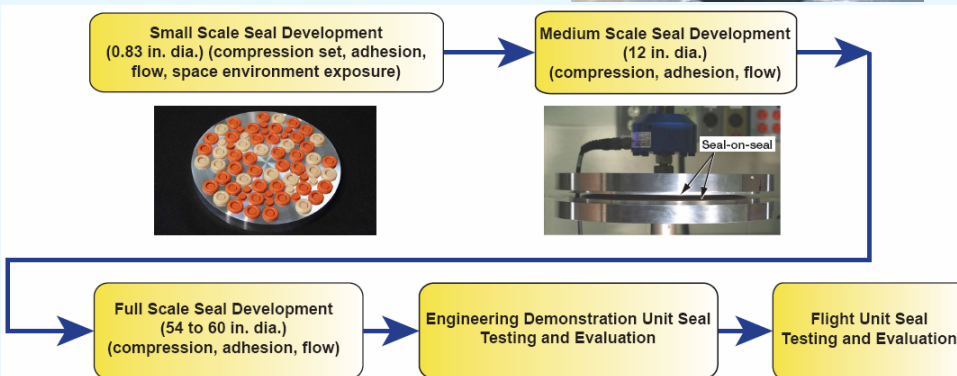 Small Scale Seal Development
(0.83 in. dia.) (compression set, adhesion,
flow, space environment exposure)
Medium Scale Seal Development
(12 in. dia.)
(compression, adhesion, flow)
Seal-on-seal
Full Scale Seal Development
(54 to 60 in. dia.)
(compression, adhesion, flow)
Engineering Demonstration Unit Seal
Testing and Evaluation
Flight Unit Seal
Testing and Evaluation